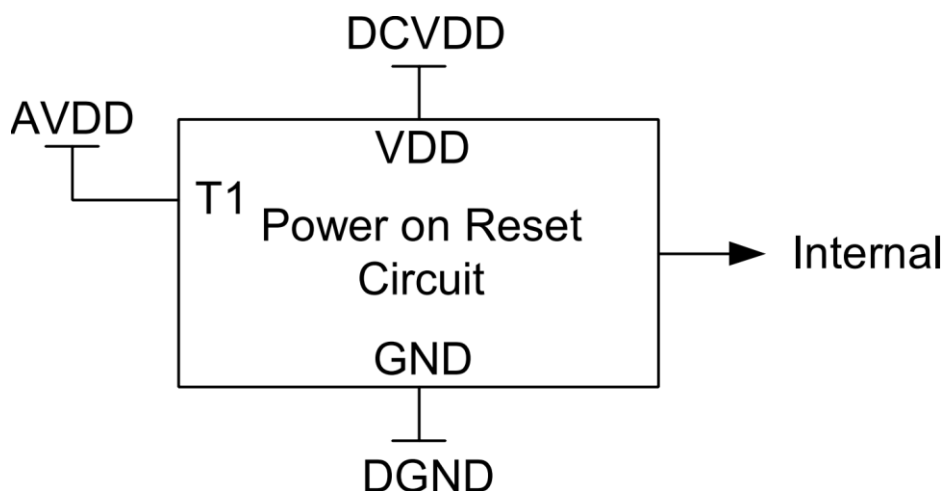 DCVDD
AVDD
VDD
T1
Power on Reset
Circuit
Internal
GND
DGND